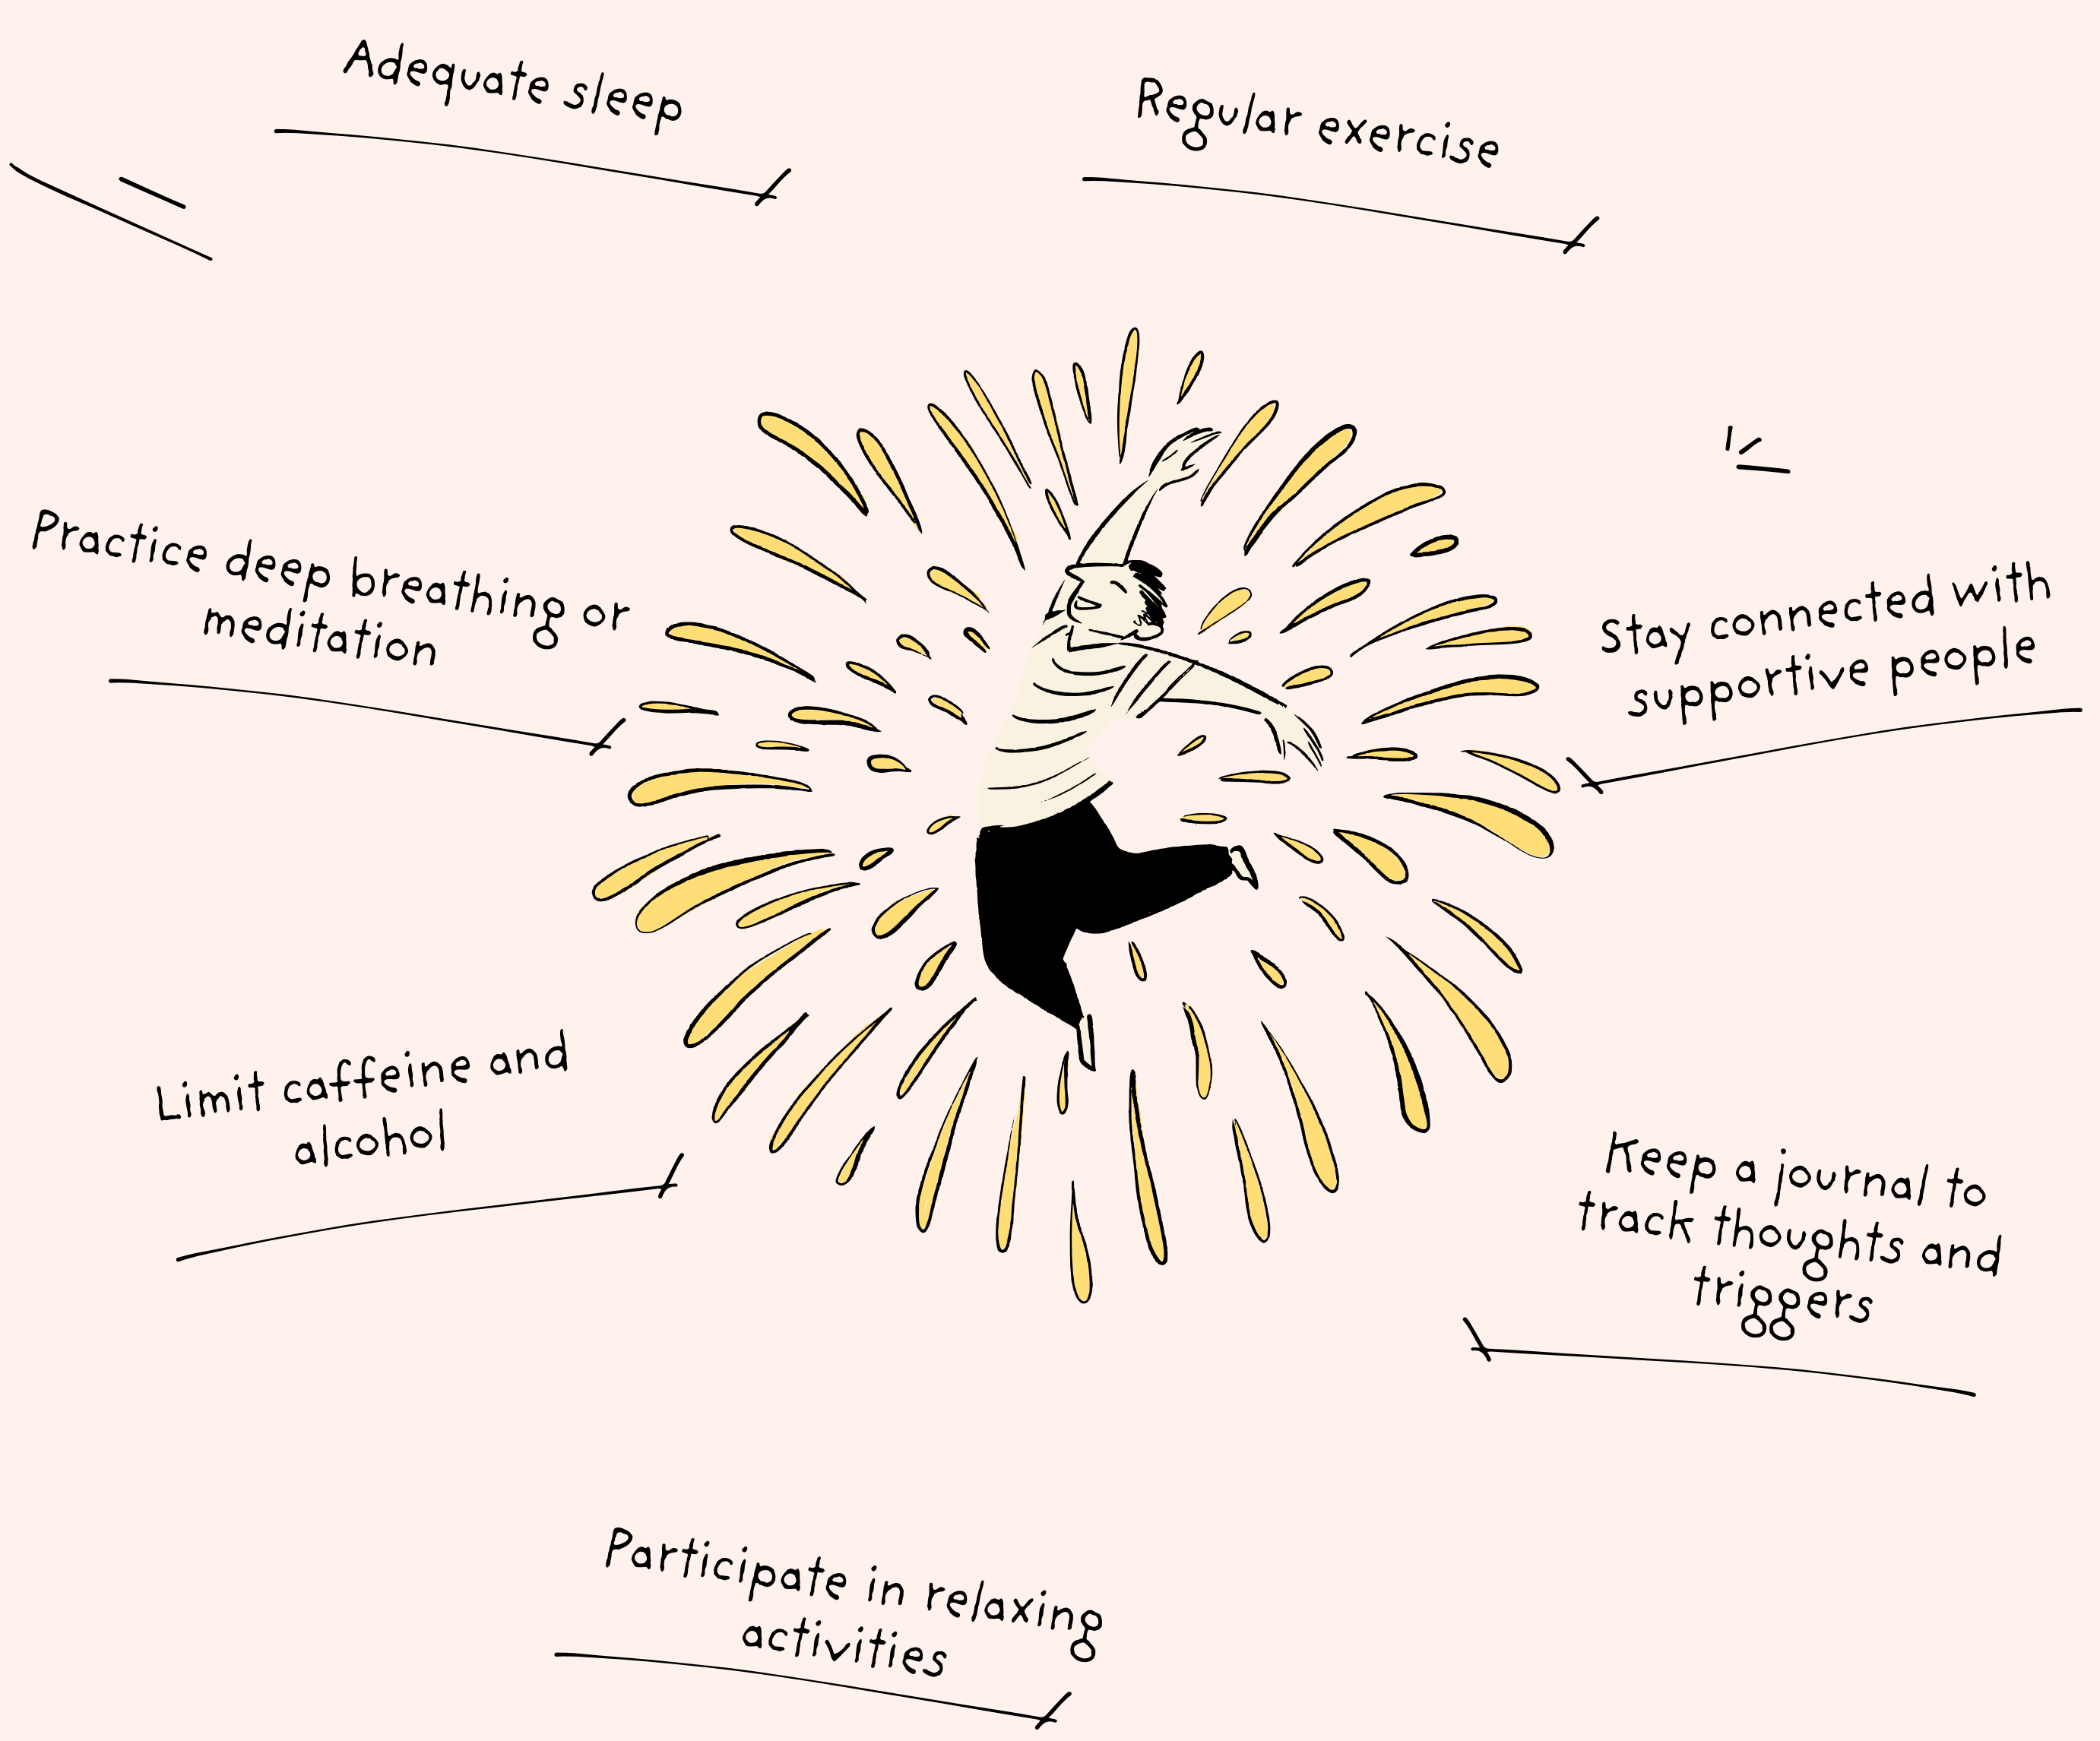 Adequate sleep
Regular exercise
Practice deep breathing or
meditation
Stay connected with
supportive people
Limit caffeine and
alcohol
Keep a journal to
track thoughts and
triggers
Participate in relaxing
activities